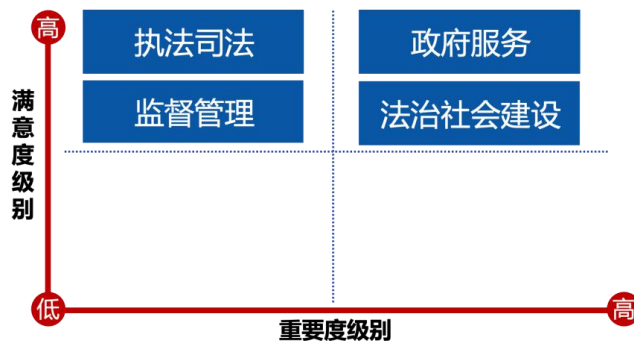 高
执法司法
政府服务
监督管理
法治社会建设
满意度级别
低
高
重要度级别